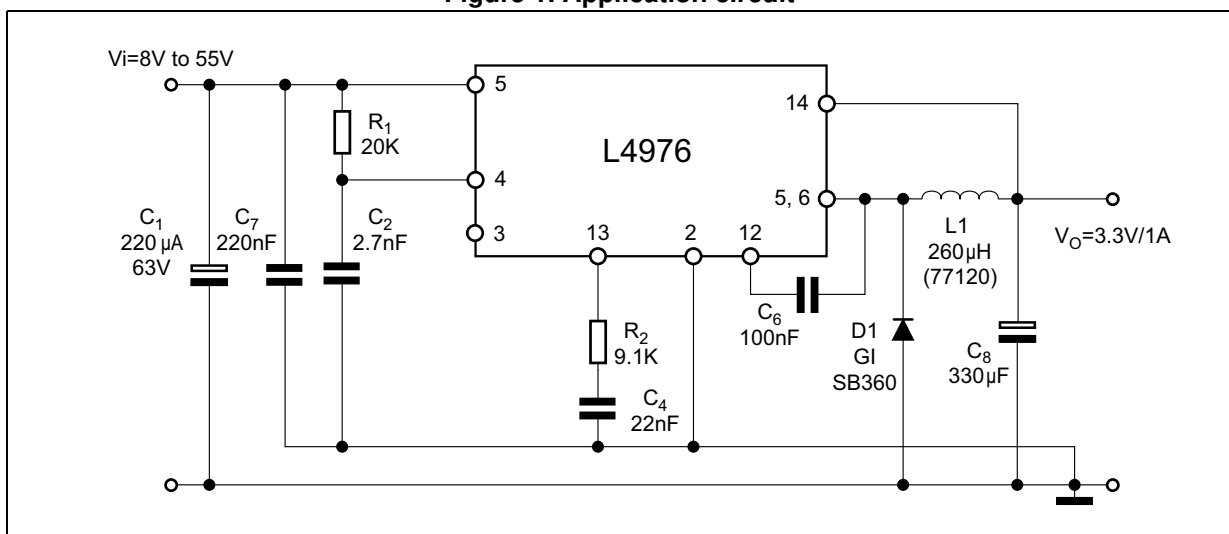 Figure 1. Application circuit
Vi=8V to 55V
5
14
R1
20K
L4976
4
5, 6
C1
220 µA
63V
C7
220nF
C2
2.7nF
3
13
2
12
L1
260µH
(77120)
VO=3.3V/1A
R2
9.1K
C6
100nF
D1
GI
SB360
C8
330µF
C4
22nF